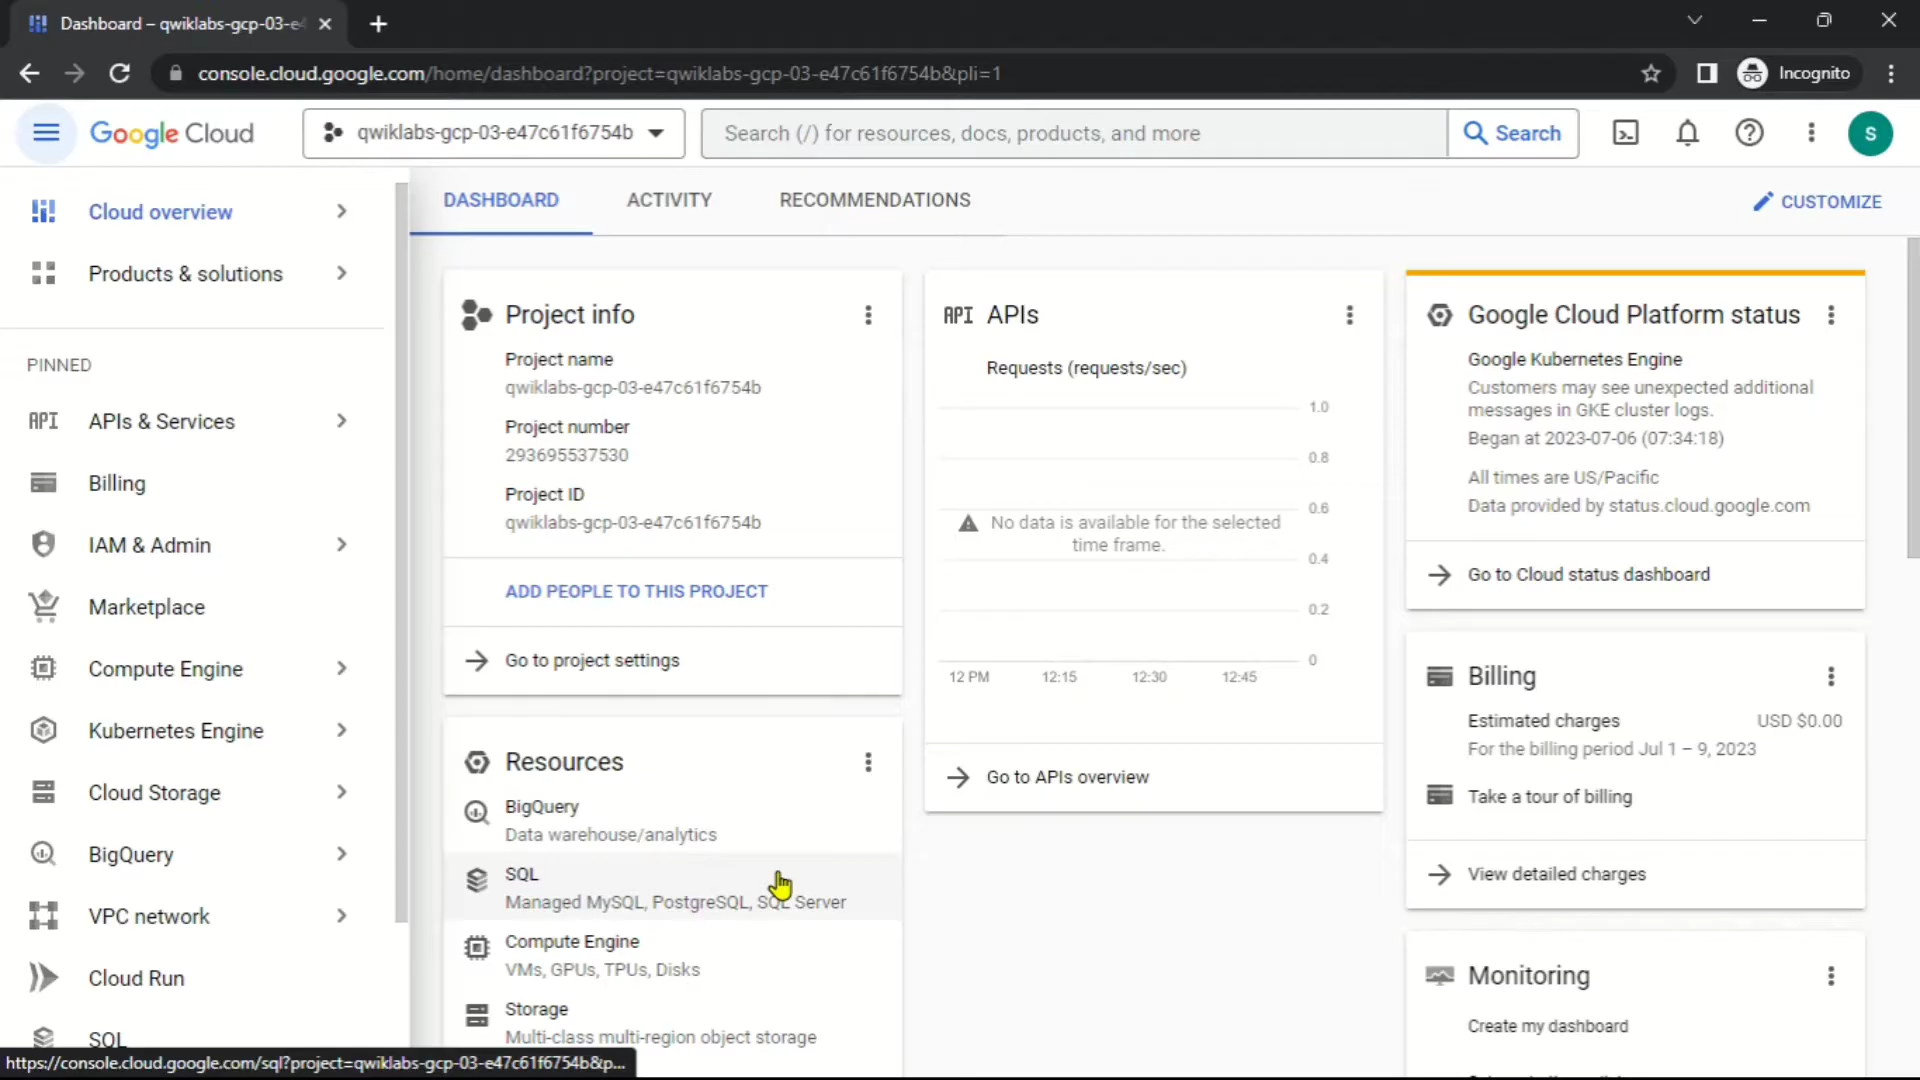 Dashboard – qwiklabs-gcp-03-e4
console.cloud.google.com/home/dashboard?project=qwiklabs-gcp-03-e47c61f6754b&pli=1
Incognito
Google Cloud
qwiklabs-gcp-03-e47c61f6754b
Search (/) for resources, docs, products, and more
Search
S
Cloud overview
Products & solutions
PINNED
API APIs & Services
Billing
IAM & Admin
Marketplace
Compute Engine
Kubernetes Engine
Cloud Storage
BigQuery
VPC network
Cloud Run
SQL
https://console.cloud.google.com/sql?project=qwiklabs-gcp-03-e47c61f6754b&p...
DASHBOARD
ACTIVITY
RECOMMENDATIONS
CUSTOMIZE
Project info
Project name
qwiklabs-gcp-03-e47c61f6754b
Project number
293695537530
Project ID
qwiklabs-gcp-03-e47c61f6754b
ADD PEOPLE TO THIS PROJECT
Go to project settings
Resources
BigQuery
Data warehouse/analytics
SQL
Managed MySQL, PostgreSQL, SQL Server
Compute Engine
VMs, GPUs, TPUs, Disks
Storage
Multi-class multi-region object storage
API APIs
Requests (requests/sec)
1.0
0.8
0.6
No data is available for the selected
time frame.
0.4
0.2
0
12 PM 12:15 12:30 12:45
Go to APIs overview
Google Cloud Platform status
Google Kubernetes Engine
Customers may see unexpected additional
messages in GKE cluster logs.
Began at 2023-07-06 (07:34:18)
All times are US/Pacific
Data provided by status.cloud.google.com
Go to Cloud status dashboard
Billing
Estimated charges USD $0.00
For the billing period Jul 1 – 9, 2023
Take a tour of billing
View detailed charges
Monitoring
Create my dashboard